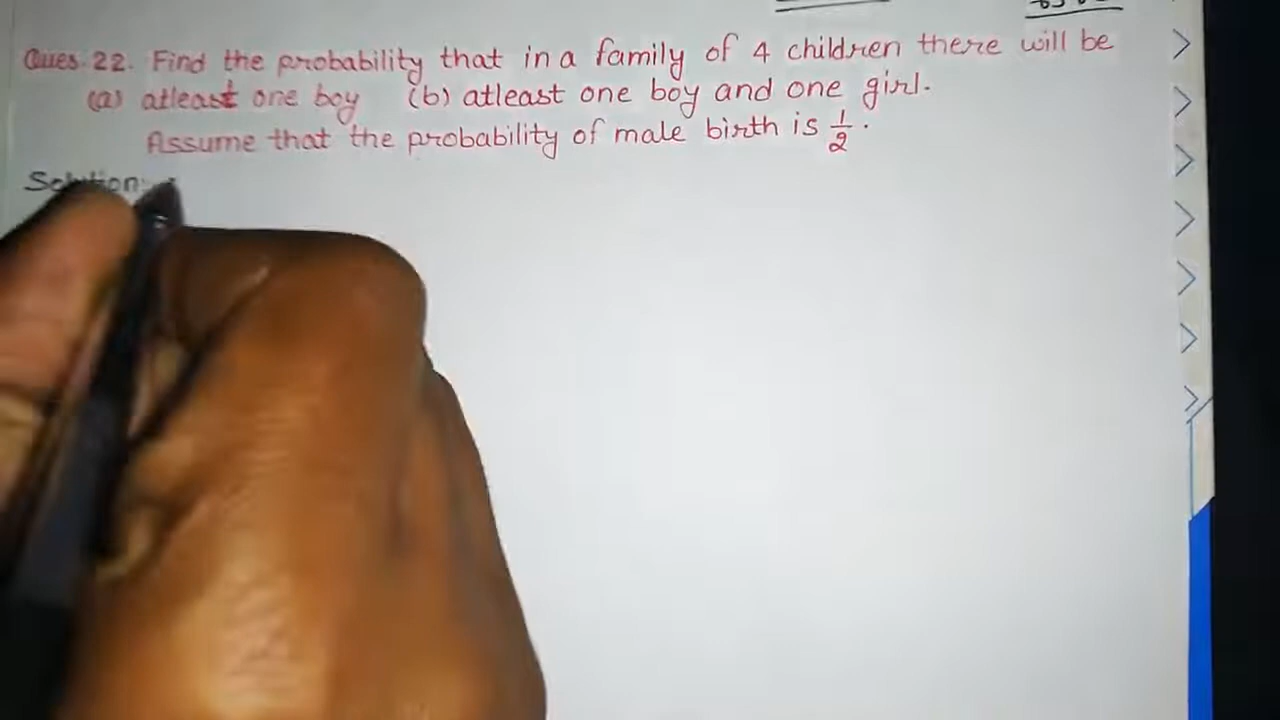 Ques. 22. Find the probability that in a family of 4 children there will be
(a) atleast one boy (b) atleast one boy and one girl.
Assume that the probability of male birth is 1/2.
Solution: